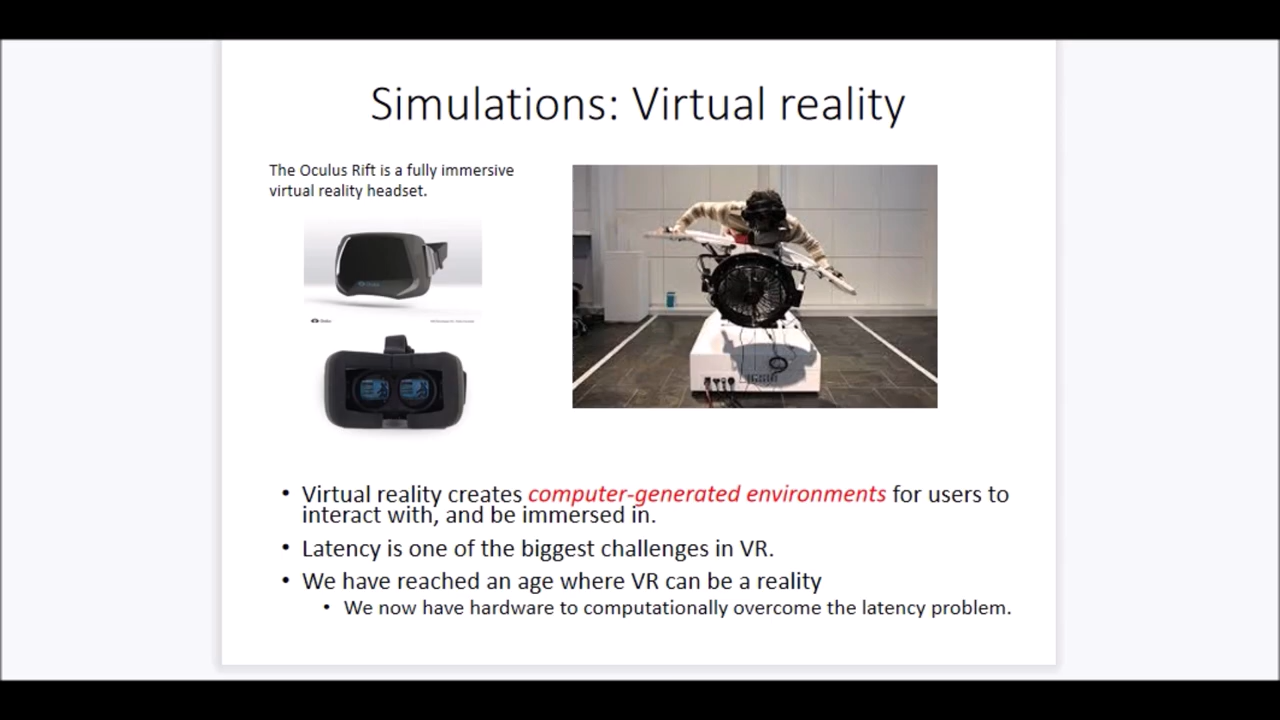 Simulations: Virtual reality
The Oculus Rift is a fully immersive
virtual reality headset.
• Virtual reality creates computer-generated environments for users to
interact with, and be immersed in.
• Latency is one of the biggest challenges in VR.
• We have reached an age where VR can be a reality
• We now have hardware to computationally overcome the latency problem.